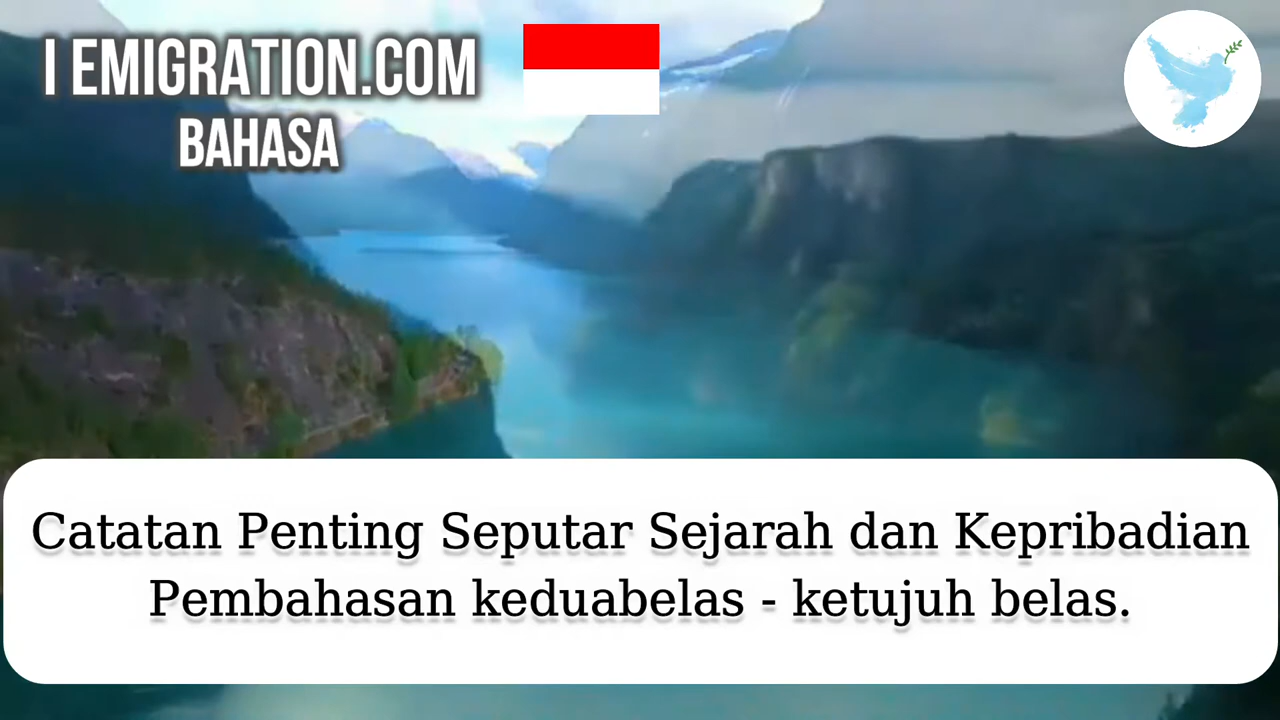 I EMIGRATION.COM
BAHASA
Catatan Penting Seputar Sejarah dan Kepribadian
Pembahasan keduabelas - ketujuh belas.